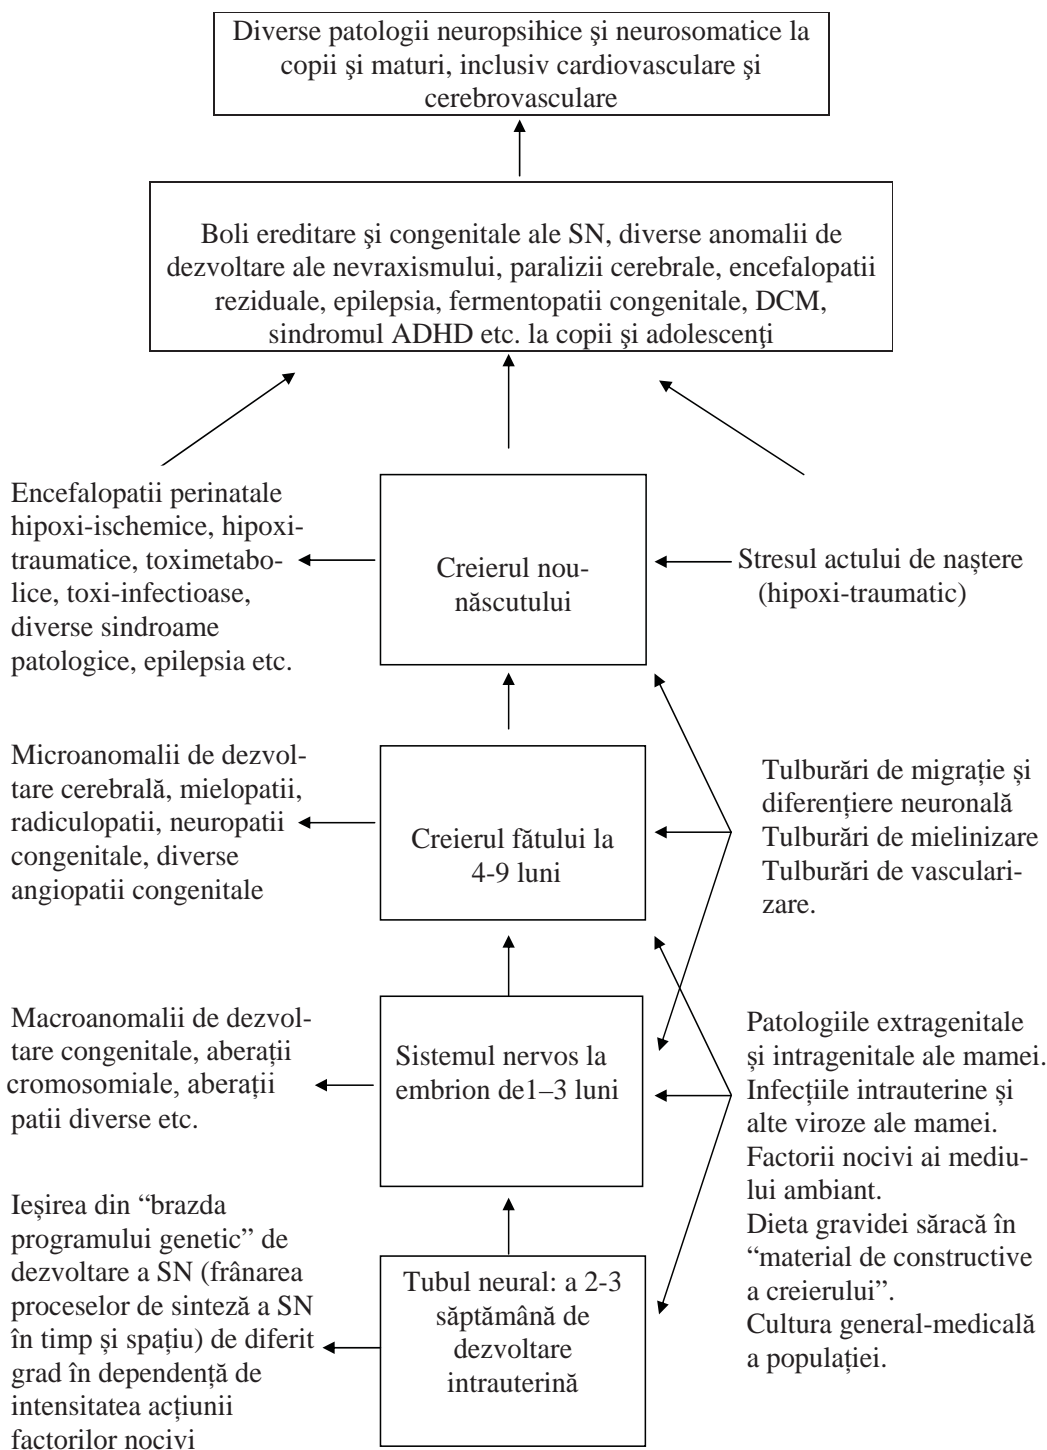 Diverse patologii neuropsihice şi neurosomatice la
copii şi maturi, inclusiv cardiovasculare şi
cerebrovasculare
Boli ereditare şi congenitale ale SN, diverse anomalii de
dezvoltare ale nevraxismului, paralizii cerebrale, encefalopatii
reziduale, epilepsia, fermentopatii congenitale, DCM,
sindromul ADHD etc. la copii şi adolescenţi
Encefalopatii perinatale
hipoxi-ischemice, hipoxi-
traumatice, toximetabo-
lice, toxi-infectioase,
diverse sindroame
patologice, epilepsia etc.
Creierul nou-
născutului
Stresul actului de naștere
(hipoxi-traumatic)
Microanomalii de dezvol-
tare cerebrală, mielopatii,
radiculopatii, neuropatii
congenitale, diverse
angiopatii congenitale
Creierul fătului la
4-9 luni
Tulburări de migrație și
diferențiere neuronală
Tulburări de mielinizare
Tulburări de vasculari-
zare.
Macroanomalii de dezvol-
tare congenitale, aberații
cromosomiale, aberații
patii diverse etc.
Sistemul nervos la
embrion de1–3 luni
Patologiile extragenitale
și intragenitale ale mamei.
Infecțiile intrauterine și
alte viroze ale mamei.
Factorii nocivi ai mediu-
lui ambiant.
Dieta gravidei săracă în
“material de constructive
a creierului”.
Cultura general-medicală
a populației.
Ieșirea din “brazda
programului genetic” de
dezvoltare a SN (frânarea
proceselor de sinteză a SN
în timp și spațiu) de diferit
grad în dependență de
intensitatea acțiunii
factorilor nocivi
Tubul neural: a 2-3
săptămână de
dezvoltare
intrauterină